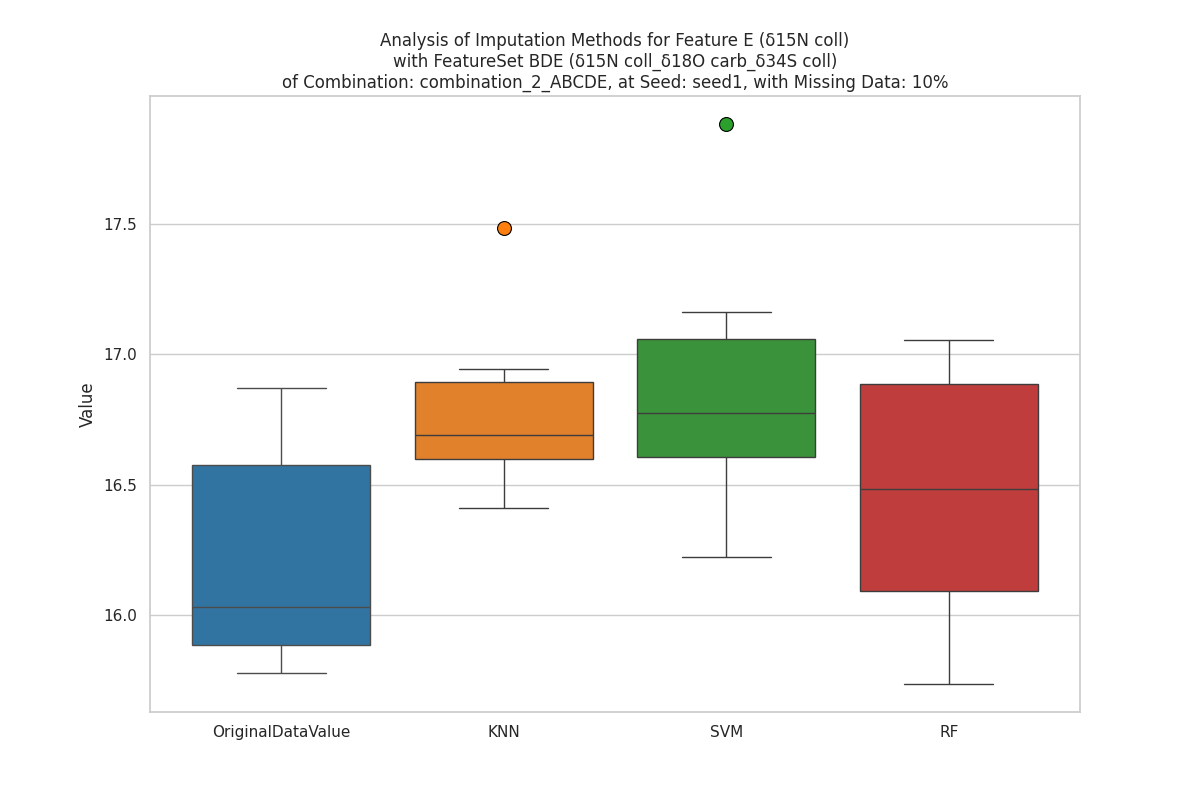 Analysis of Imputation Methods for Feature E (δ15N coll)
with FeatureSet BDE (δ15N coll_δ18O carb_δ34S coll)
of Combination: combination_2_ABCDE, at Seed: seed1, with Missing Data: 10%
17.5
17.0
16.5
16.0
Value
OriginalDataValue KNN SVM RF